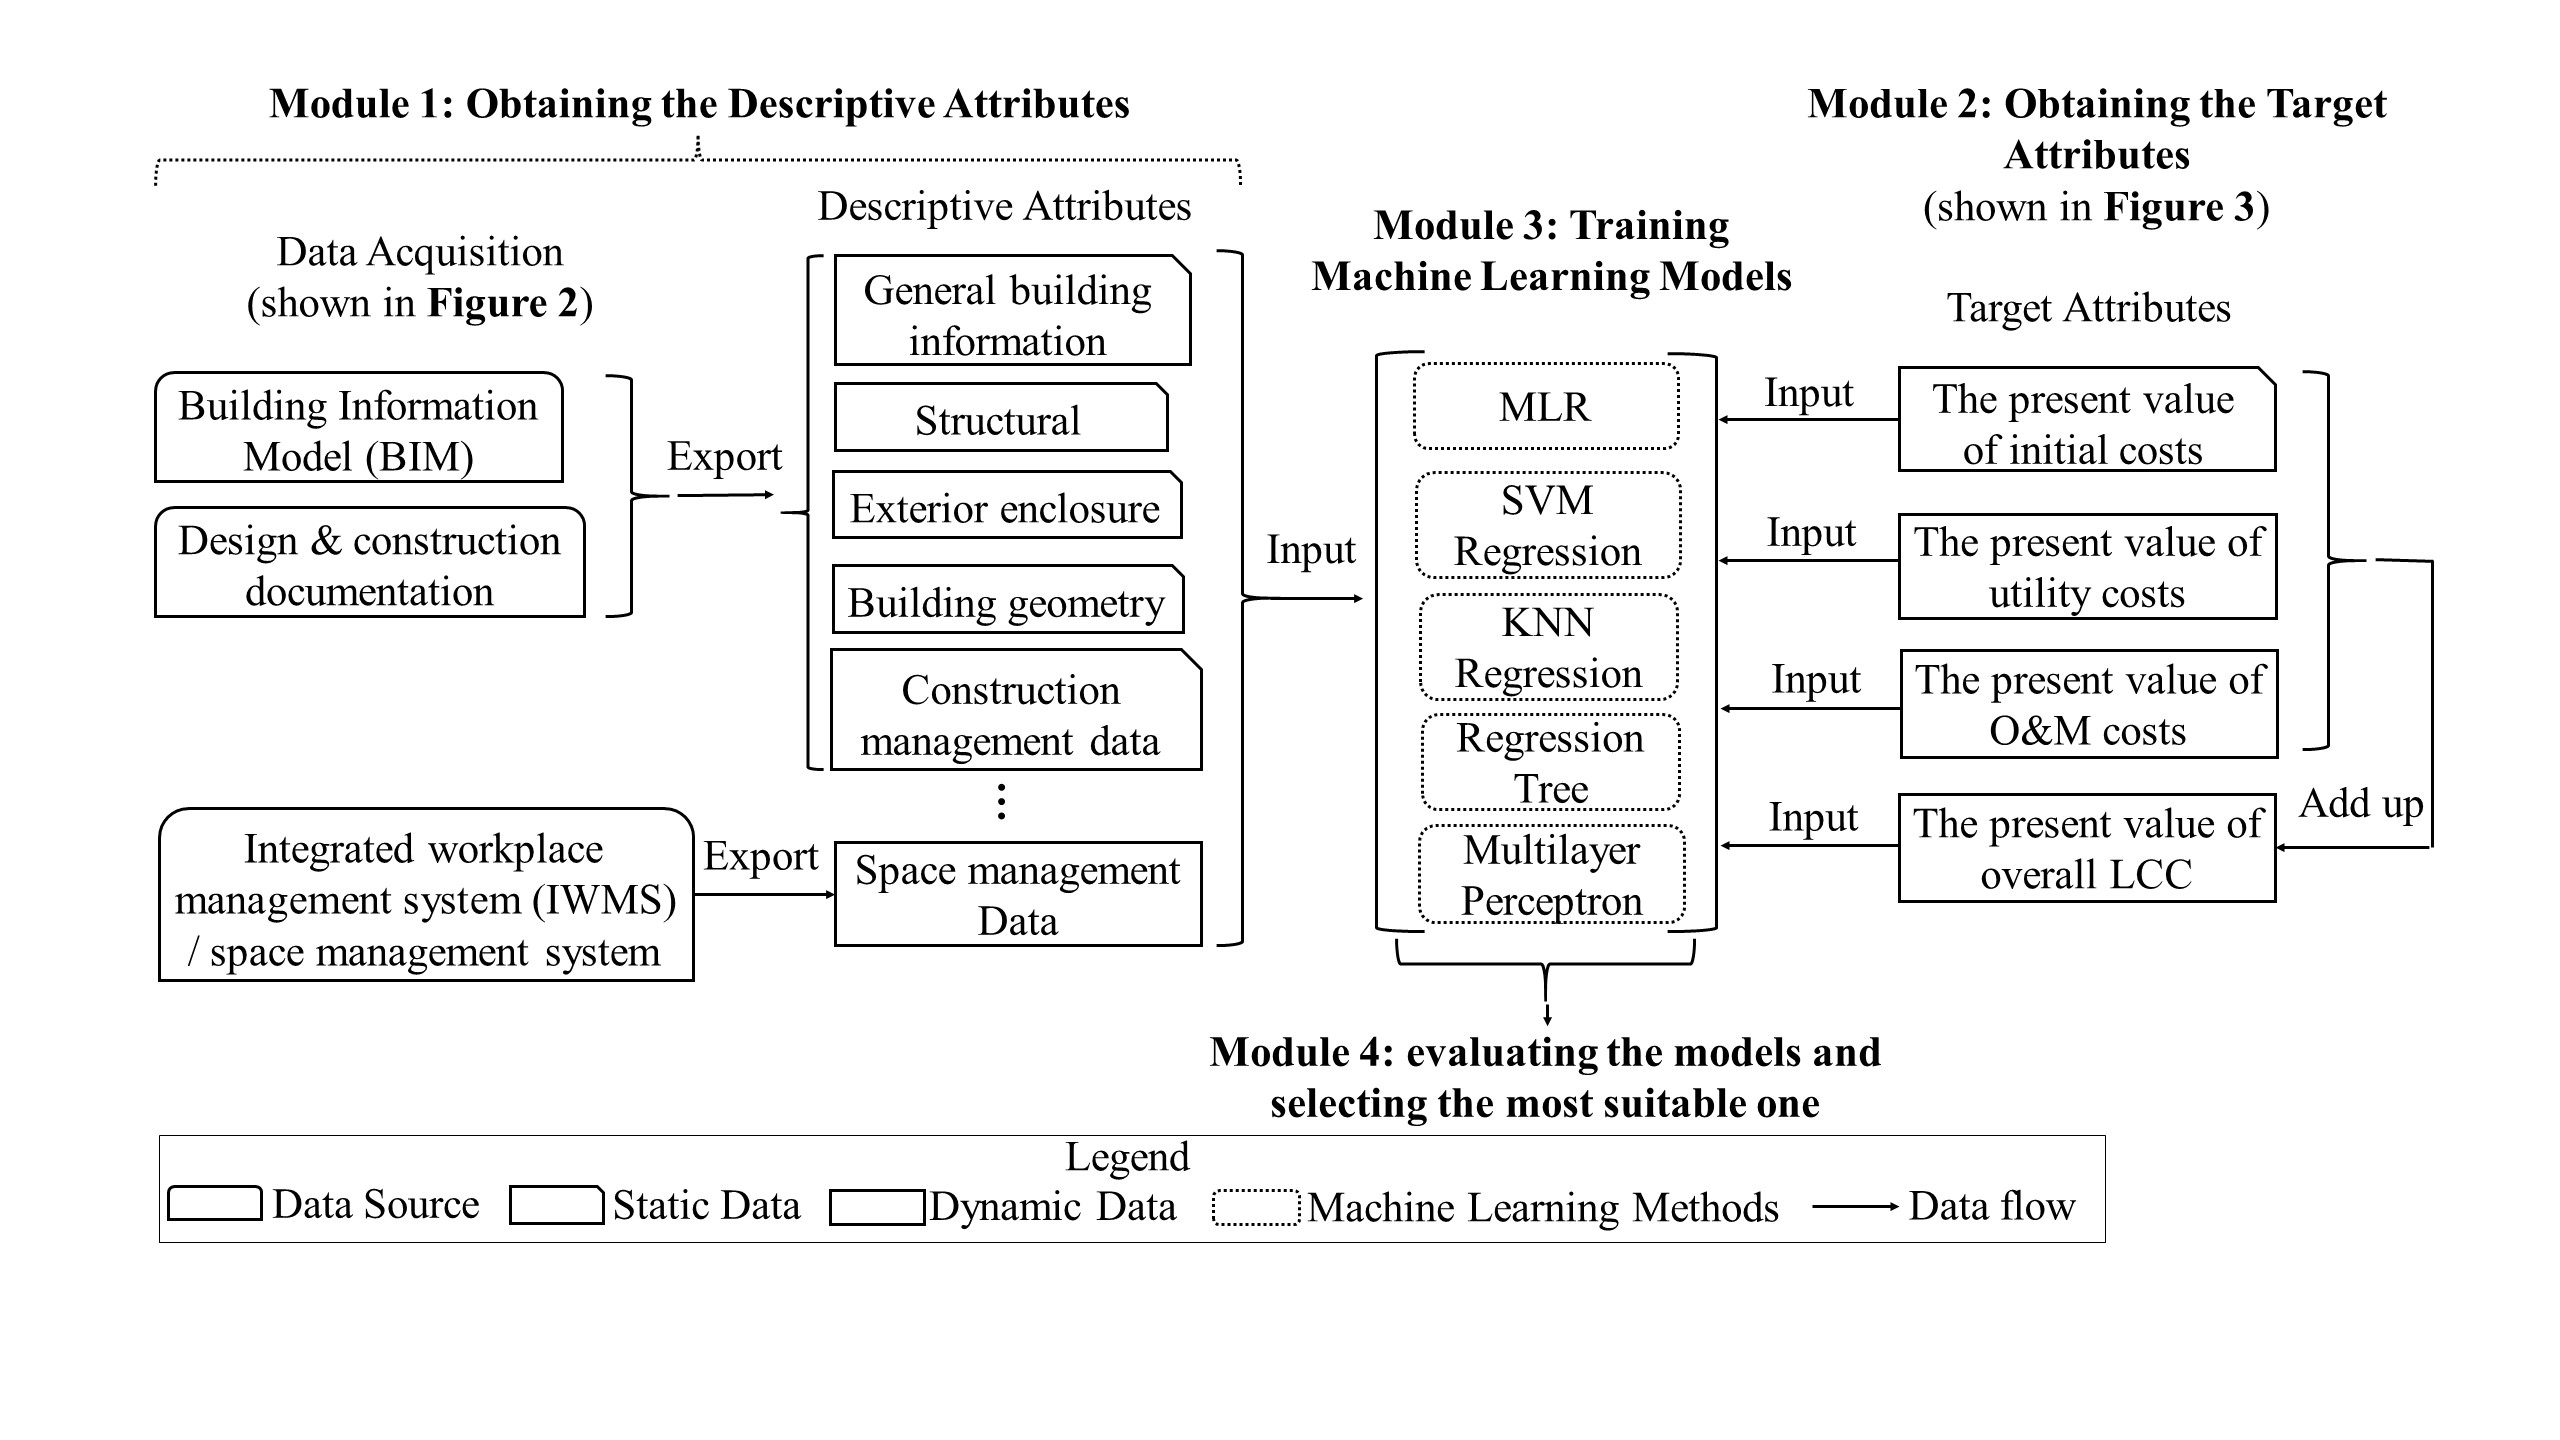 Module 1: Obtaining the Descriptive Attributes
Data Acquisition
(shown in Figure 2)
Building Information
Model (BIM)
Design & construction
documentation
Export
Integrated workplace
management system (IWMS)
/ space management system
Export
Descriptive Attributes
General building
information
Structural
Exterior enclosure
Building geometry
Construction
management data
Space management
Data
Input
Module 3: Training
Machine Learning Models
MLR
SVM
Regression
KNN
Regression
Regression
Tree
Multilayer
Perceptron
Module 2: Obtaining the Target
Attributes
(shown in Figure 3)
Target Attributes
Input
The present value
of initial costs
Input
The present value of
utility costs
Input
The present value of
O&M costs
Input
The present value of
overall LCC
Add up
Module 4: evaluating the models and
selecting the most suitable one
Legend
Data Source
Static Data
Dynamic Data
Machine Learning Methods
Data flow